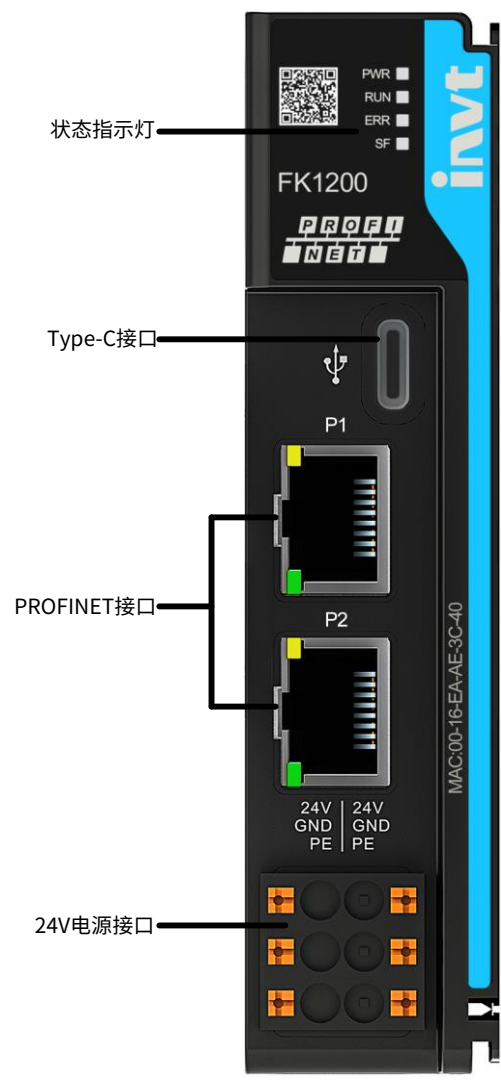 PWR
RUN
ERR
SF
invt
状态指示灯
FK1200
PROFI
NET
Type-C接口
P1
PROFINET接口
P2
MAC:00-16-EA-AE-3C-40
24V 24V
GND GND
PE PE
24V电源接口